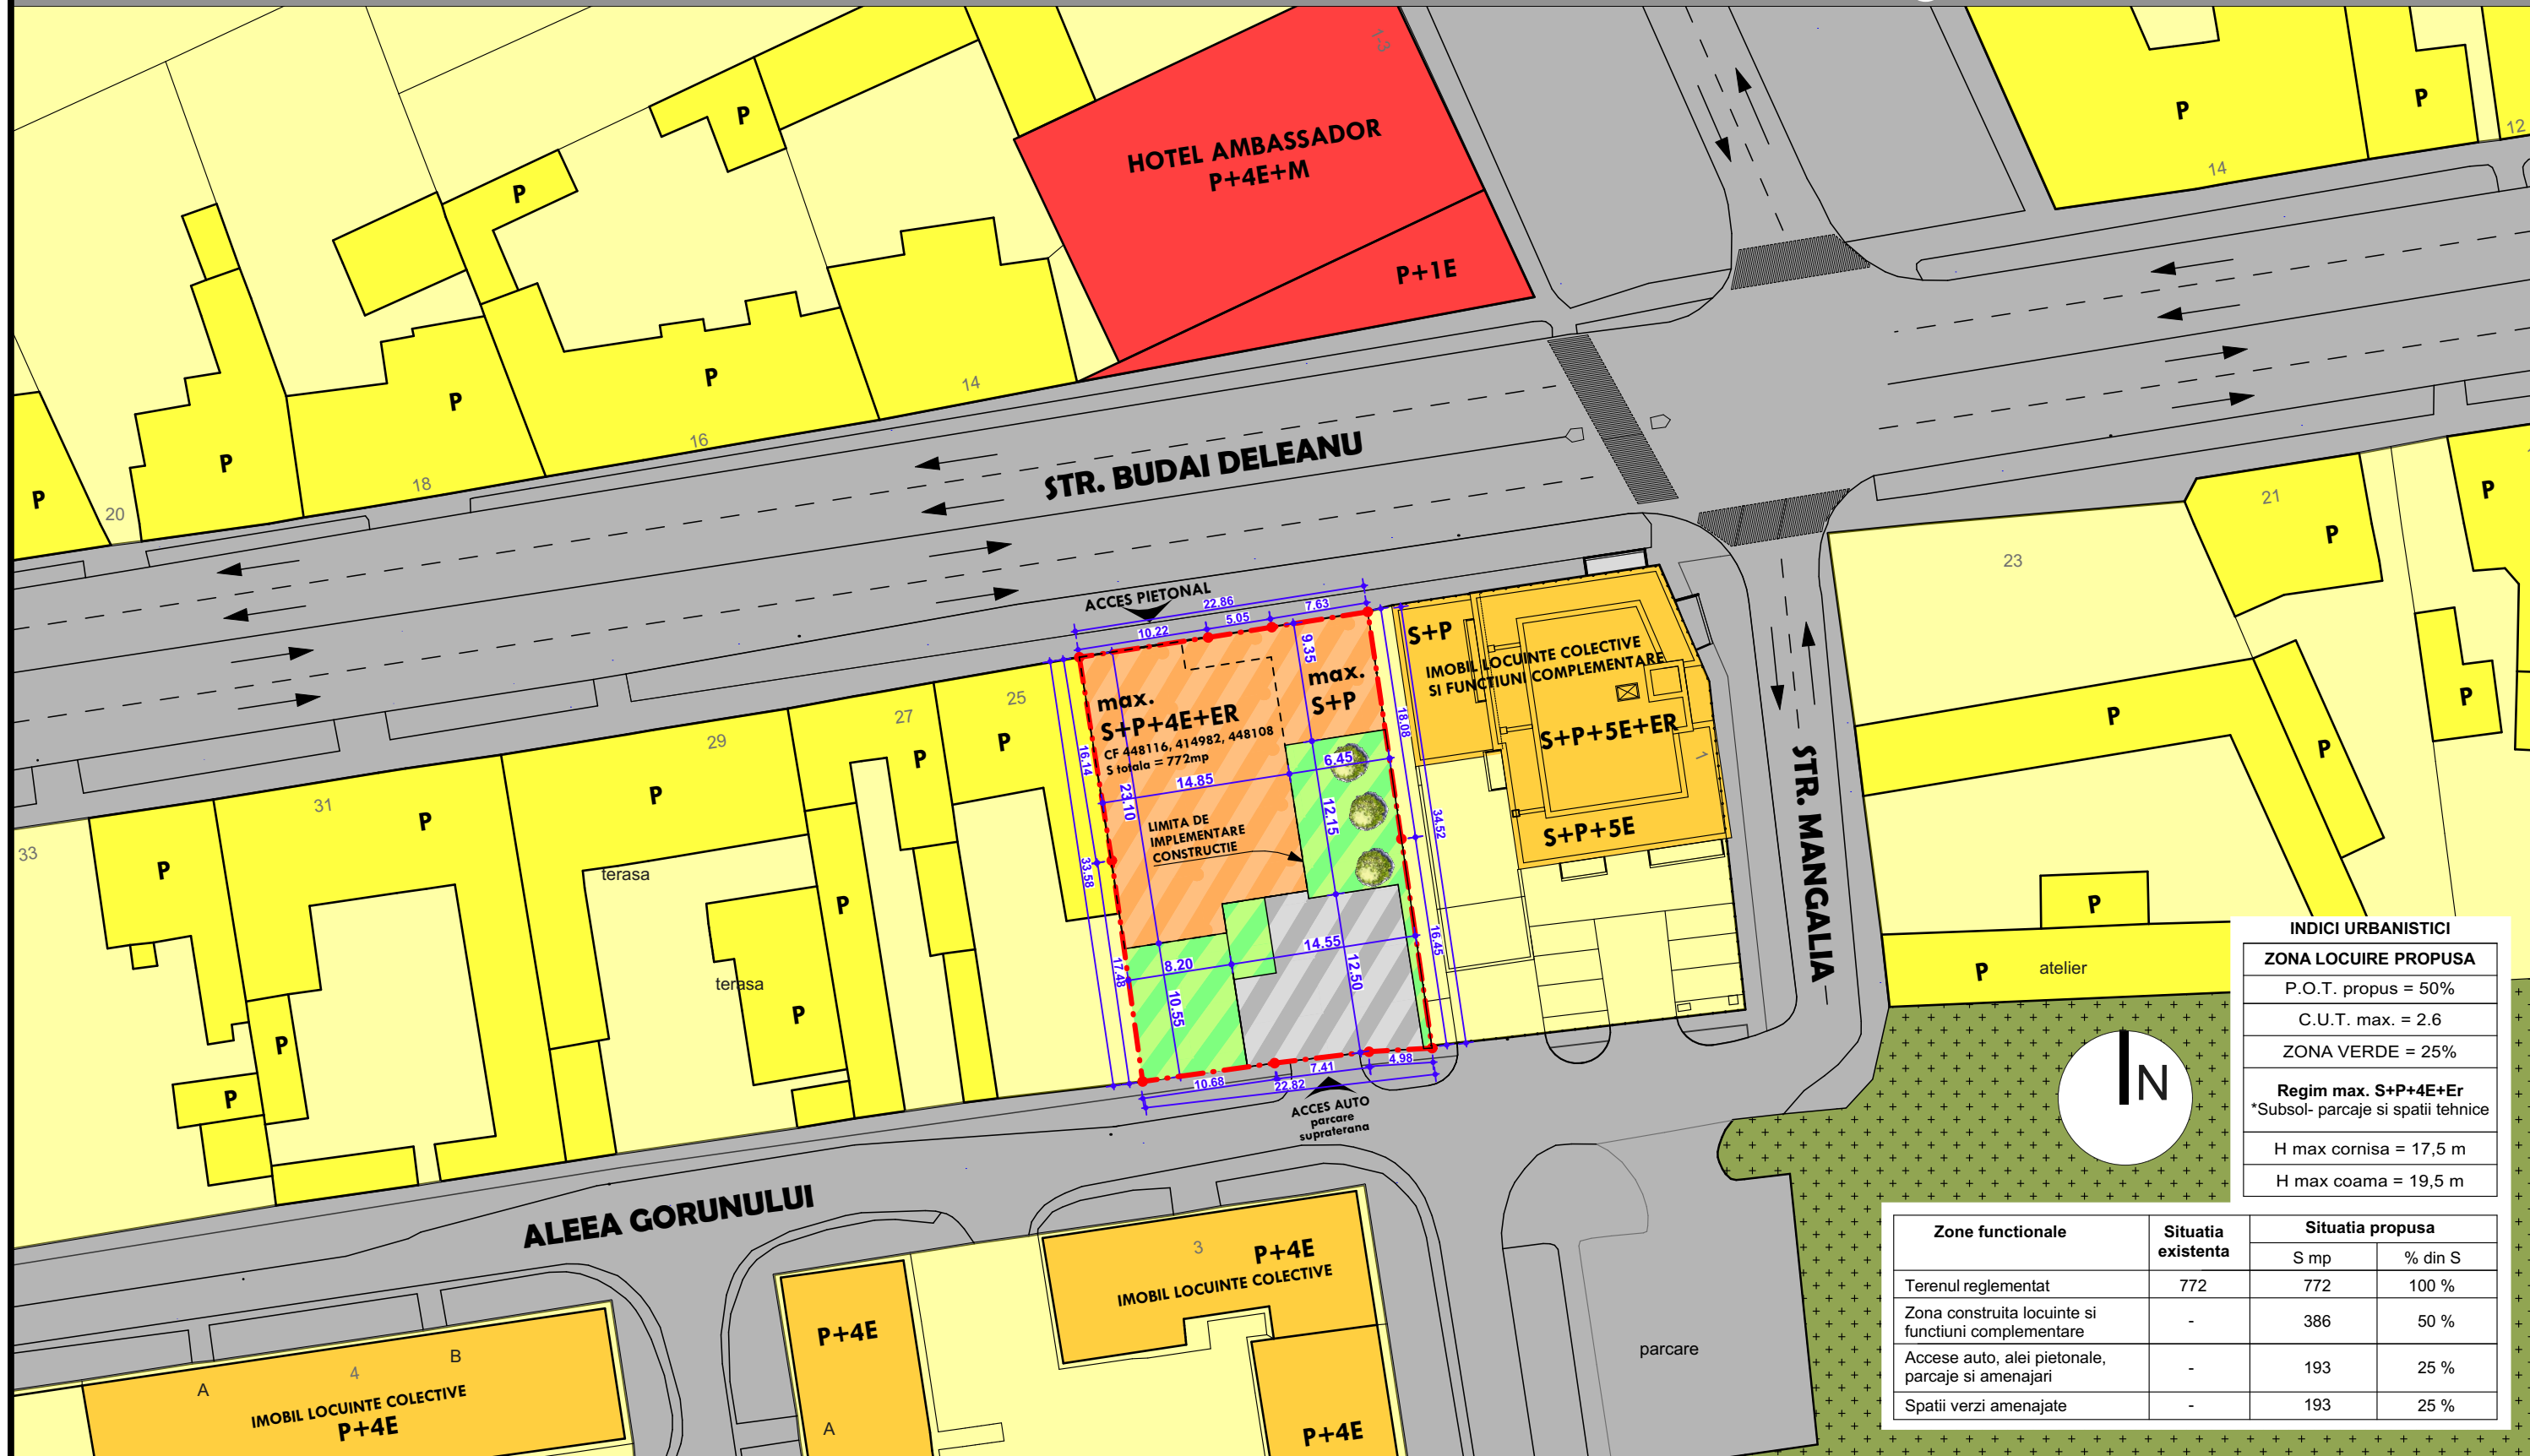 1-3
HOTEL AMBASSADOR
P+4E+M
P+1E
P
P
P
P
12
14
P
P
P
P
P
14
16
18
20
STR. BUDAI DELEANU
21
P
P
23
ACCES PIETONAL
22.86
10.22
5.05
7.63
9.35
max.
S+P+4E+ER
CF 448116, 414982, 448108
S totala = 772mp
max.
S+P
16.14
14.85
23.10
6.45
12.15
18.08
34.52
33.58
LIMITA DE
IMPLEMENTARE
CONSTRUCTIE
17.48
8.20
14.55
10.55
12.50
16.45
10.68
7.41
4.98
22.82
ACCES AUTO
parcare
supraterana
S+P
IMOBIL LOCUINTE COLECTIVE
SI FUNCTIUNI COMPLEMENTARE
S+P+5E+ER
1
S+P+5E
STR. MANGALIA
25
27
29
31
33
P
P
P
P
P
P
P
P
P
terasa
terasa
P
P
P
P
P
atelier
ALEEA GORUNULUI
3
P+4E
IMOBIL LOCUINTE COLECTIVE
P+4E
P+4E
A
4
A
B
IMOBIL LOCUINTE COLECTIVE
P+4E
parcare
N
INDICI URBANISTICI
ZONA LOCUIRE PROPUSA
P.O.T. propus = 50%
C.U.T. max. = 2.6
ZONA VERDE = 25%
Regim max. S+P+4E+Er
*Subsol- parcaje si spatii tehnice
H max cornisa = 17,5 m
H max coama = 19,5 m
Zone functionale Situatia existenta Situatia propusa
S mp % din S
Terenul reglementat 772 772 100 %
Zona construita locuinte si functiuni complementare - 386 50 %
Accese auto, alei pietonale, parcaje si amenajari - 193 25 %
Spatii verzi amenajate - 193 25 %